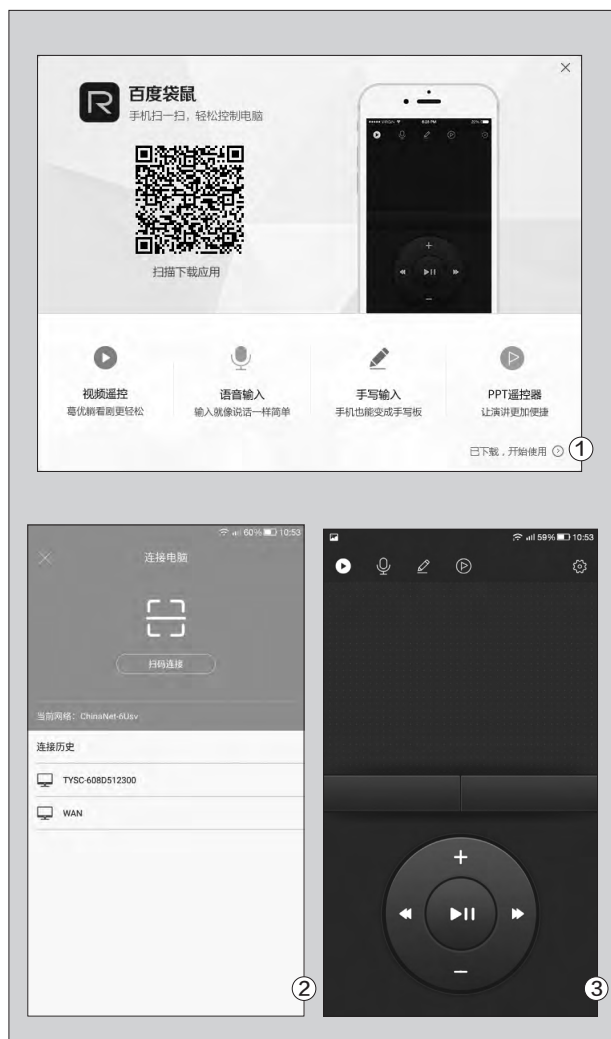 百度袋鼠
手机扫一扫，轻松控制电脑
扫描下载应用
视频遥控
葛优躺看剧更轻松
语音输入
输入就像说话一样简单
手写输入
手机也能变成手写板
PPT遥控器
让演讲更加便捷
已下载，开始使用
①
60% 10:53
连接电脑
扫码连接
当前网络：ChinaNet-6Usv
连接历史
TYSC-608D512300
WAN
②
59% 10:53
③